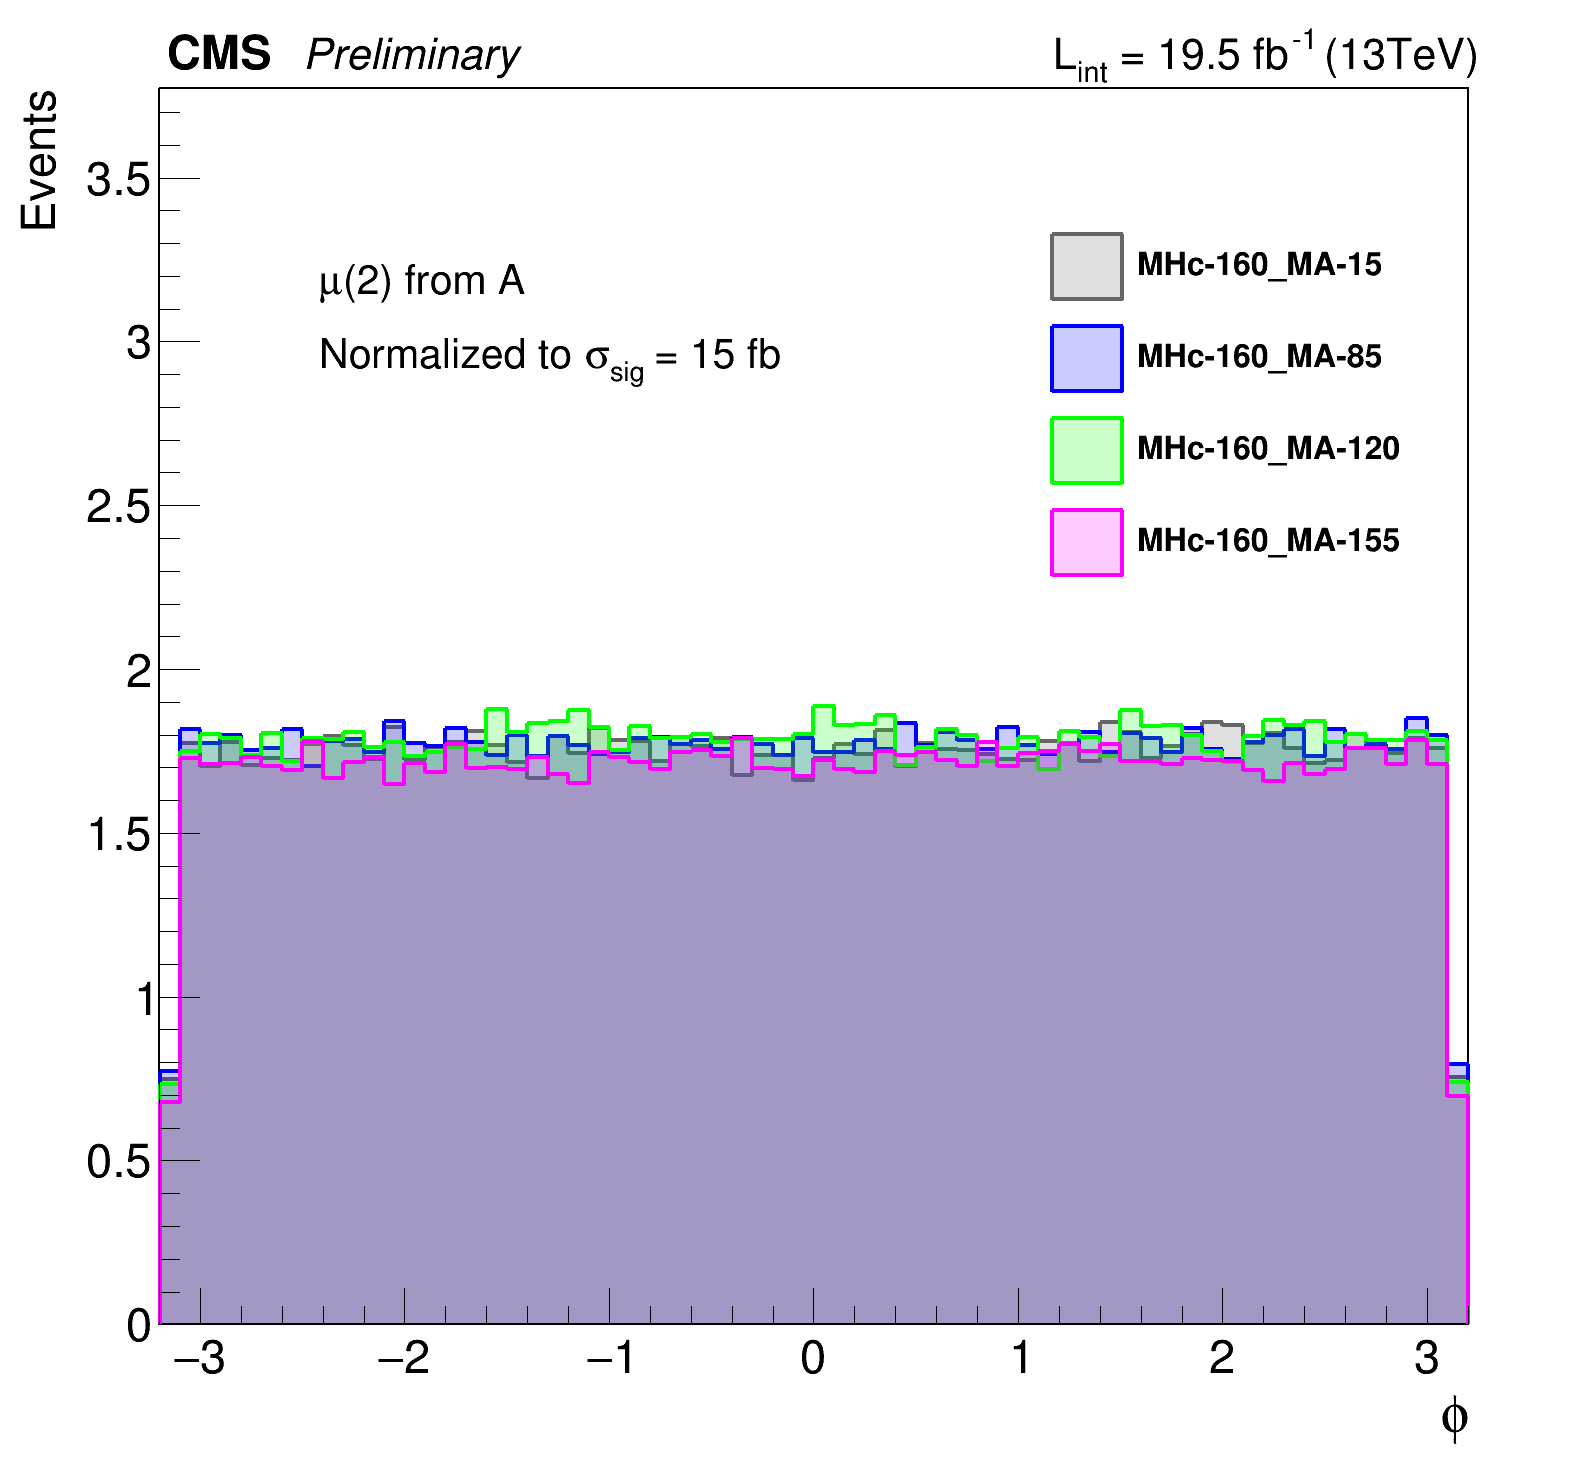 CMS Preliminary L_int = 19.5 fb^-1 (13TeV)
Events
3.5
3
2.5
2
1.5
1
0.5
0
μ(2) from A
Normalized to σ_sig = 15 fb
MHc-160_MA-15
MHc-160_MA-85
MHc-160_MA-120
MHc-160_MA-155
−3 −2 −1 0 1 2 3
ϕ